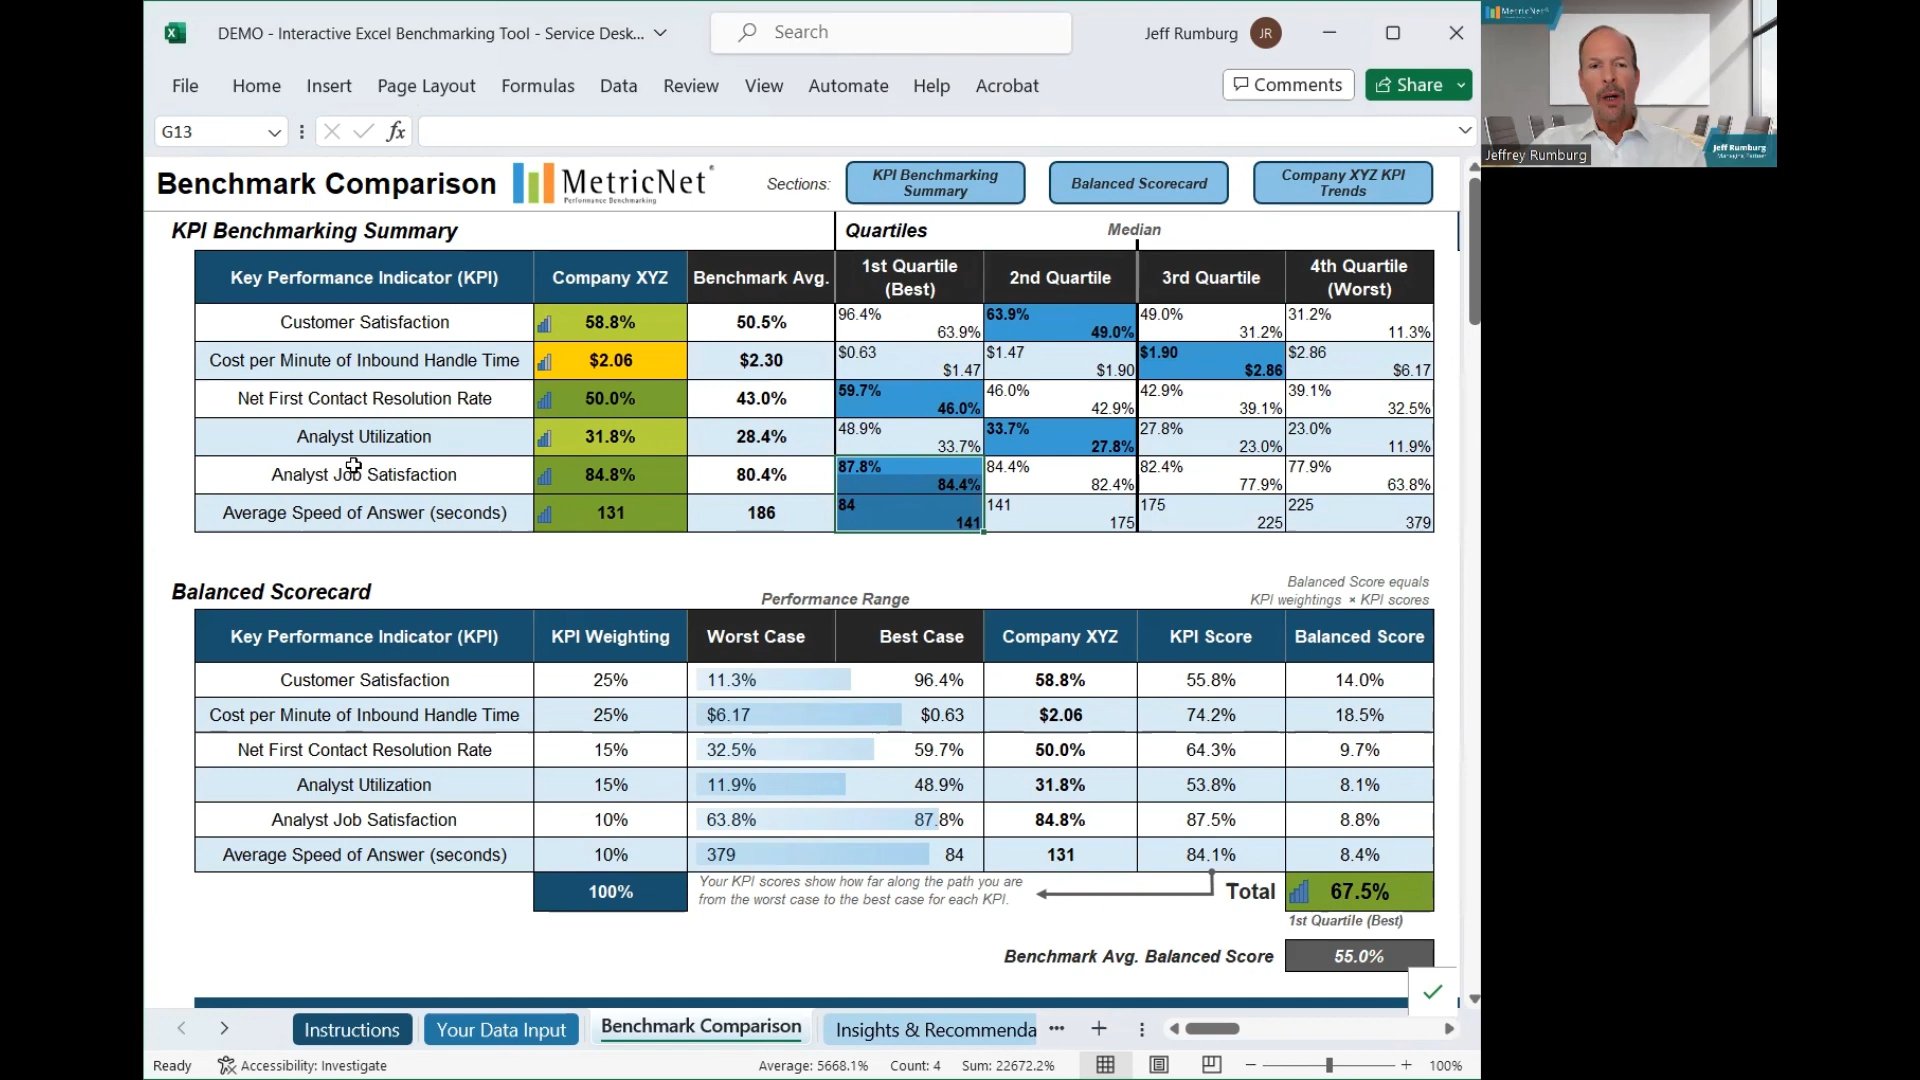 DEMO - Interactive Excel Benchmarking Tool - Service Desk...
Search
Jeff Rumburg
JR
MetricNet
File Home Insert Page Layout Formulas Data Review View Automate Help Acrobat
Comments
Share
G13
fx
Jeffrey Rumburg
Jeff Rumburg
Managing Partner
Benchmark Comparison
MetricNet
Performance Benchmarking
Sections:
KPI Benchmarking Summary
Balanced Scorecard
Company XYZ KPI Trends
KPI Benchmarking Summary
Quartiles
Median
Key Performance Indicator (KPI) Company XYZ Benchmark Avg. 1st Quartile (Best) 2nd Quartile 3rd Quartile 4th Quartile (Worst)
Customer Satisfaction 58.8% 50.5% 96.4% 63.9% 63.9% 49.0% 49.0% 31.2% 31.2% 11.3%
Cost per Minute of Inbound Handle Time $2.06 $2.30 $0.63 $1.47 $1.47 $1.90 $1.90 $2.86 $2.86 $6.17
Net First Contact Resolution Rate 50.0% 43.0% 59.7% 46.0% 46.0% 42.9% 42.9% 39.1% 39.1% 32.5%
Analyst Utilization 31.8% 28.4% 48.9% 33.7% 33.7% 27.8% 27.8% 23.0% 23.0% 11.9%
Analyst Job Satisfaction 84.8% 80.4% 87.8% 84.4% 84.4% 82.4% 82.4% 77.9% 77.9% 63.8%
Average Speed of Answer (seconds) 131 186 84 141 141 175 175 225 225 379
Balanced Scorecard
Performance Range
Balanced Score equals
KPI weightings × KPI scores
Key Performance Indicator (KPI) KPI Weighting Worst Case Best Case Company XYZ KPI Score Balanced Score
Customer Satisfaction 25% 11.3% 96.4% 58.8% 55.8% 14.0%
Cost per Minute of Inbound Handle Time 25% $6.17 $0.63 $2.06 74.2% 18.5%
Net First Contact Resolution Rate 15% 32.5% 59.7% 50.0% 64.3% 9.7%
Analyst Utilization 15% 11.9% 48.9% 31.8% 53.8% 8.1%
Analyst Job Satisfaction 10% 63.8% 87.8% 84.8% 87.5% 8.8%
Average Speed of Answer (seconds) 10% 379 84 131 84.1% 8.4%
100%
Your KPI scores show how far along the path you are
from the worst case to the best case for each KPI.
Total 67.5%
1st Quartile (Best)
Benchmark Avg. Balanced Score 55.0%
Instructions Your Data Input Benchmark Comparison Insights & Recommenda
Ready Accessibility: Investigate Average: 5668.1% Count: 4 Sum: 22672.2% 100%